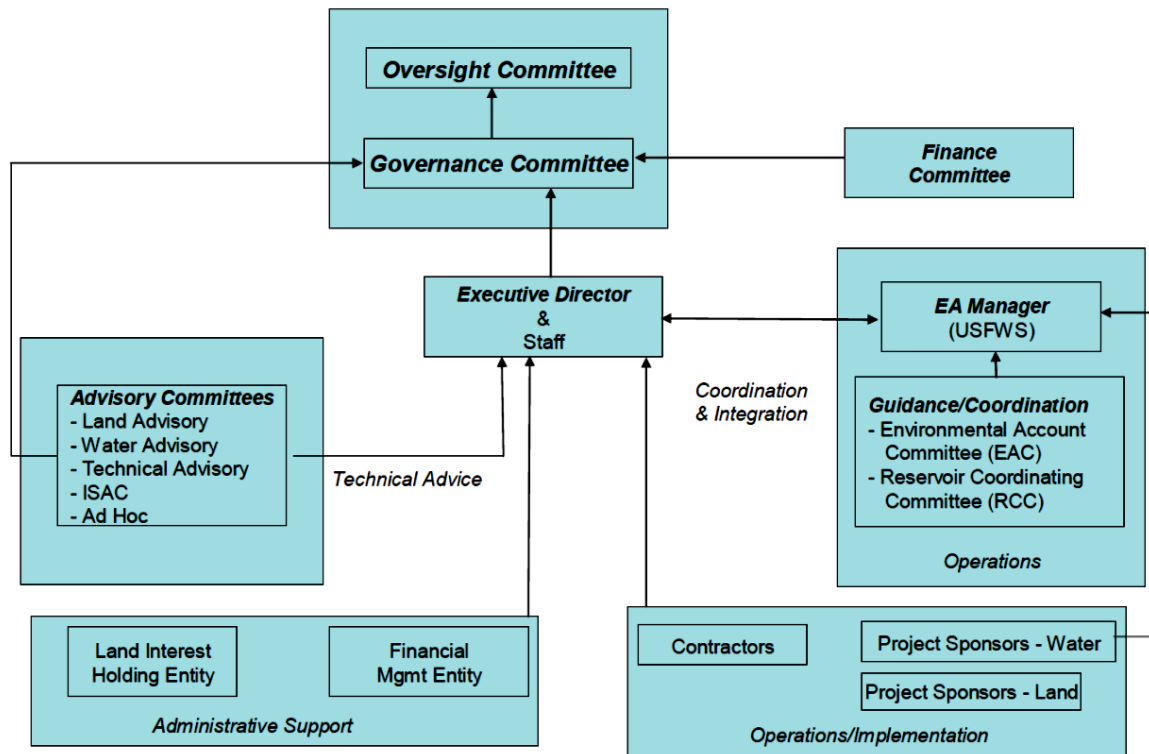 Oversight Committee
Governance Committee
Finance
Committee
Executive Director
&
Staff
EA Manager
(USFWS)
Coordination
& Integration
Guidance/Coordination
- Environmental Account
Committee (EAC)
- Reservoir Coordinating
Committee (RCC)
Operations
Advisory Committees
- Land Advisory
- Water Advisory
- Technical Advisory
- ISAC
- Ad Hoc
Technical Advice
Land Interest
Holding Entity
Financial
Mgmt Entity
Administrative Support
Contractors
Project Sponsors - Water
Project Sponsors - Land
Operations/Implementation